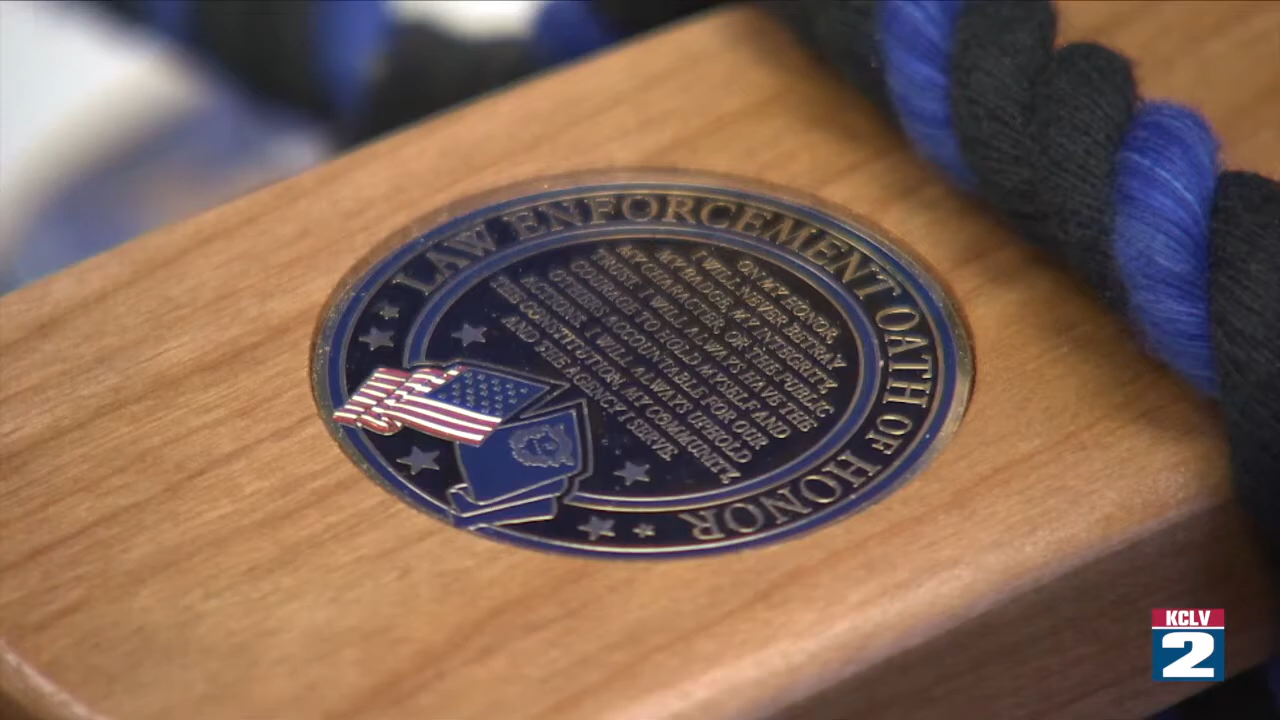 LAW ENFORCEMENT OATH OF HONOR
ON MY HONOR
I WILL NEVER BETRAY
MY BADGE, MY INTEGRITY,
MY CHARACTER, OR THE PUBLIC
TRUST. I WILL ALWAYS HAVE THE
COURAGE TO HOLD MYSELF AND
OTHERS ACCOUNTABLE FOR OUR
ACTIONS. I WILL ALWAYS UPHOLD
THE CONSTITUTION, MY COMMUNITY,
AND THE AGENCY I SERVE.
KCLV
2